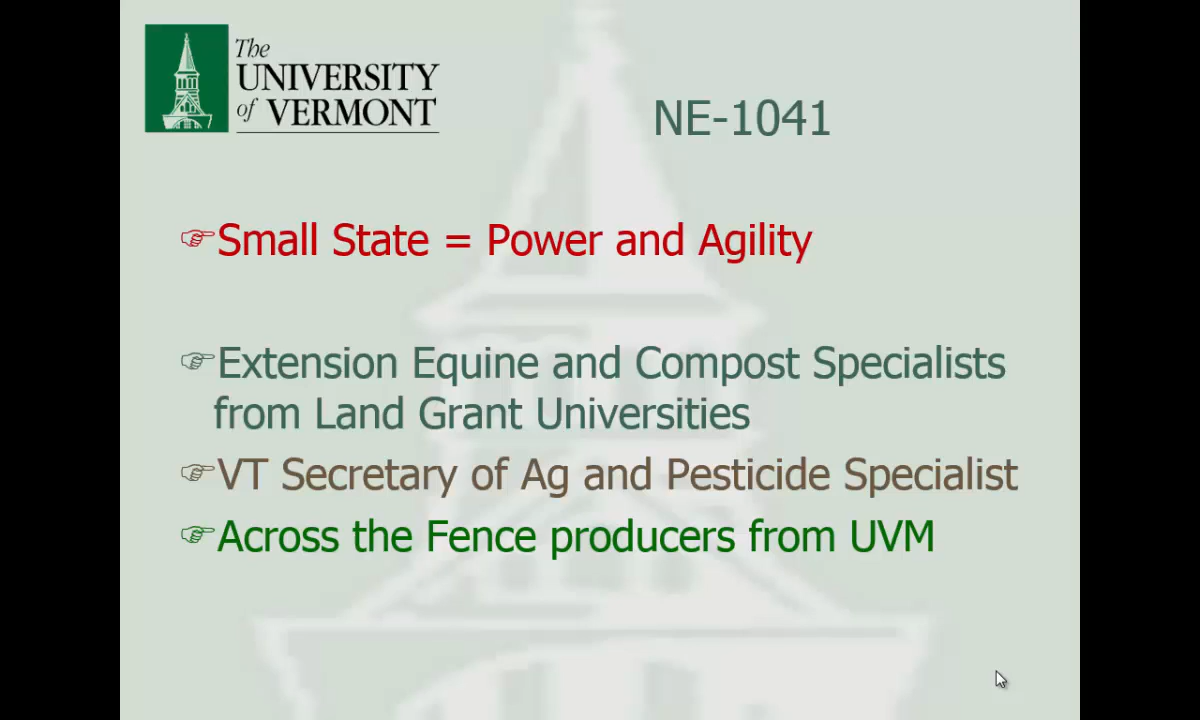 The
UNIVERSITY
of VERMONT
NE-1041
☞Small State = Power and Agility
☞Extension Equine and Compost Specialists
from Land Grant Universities
☞VT Secretary of Ag and Pesticide Specialist
☞Across the Fence producers from UVM